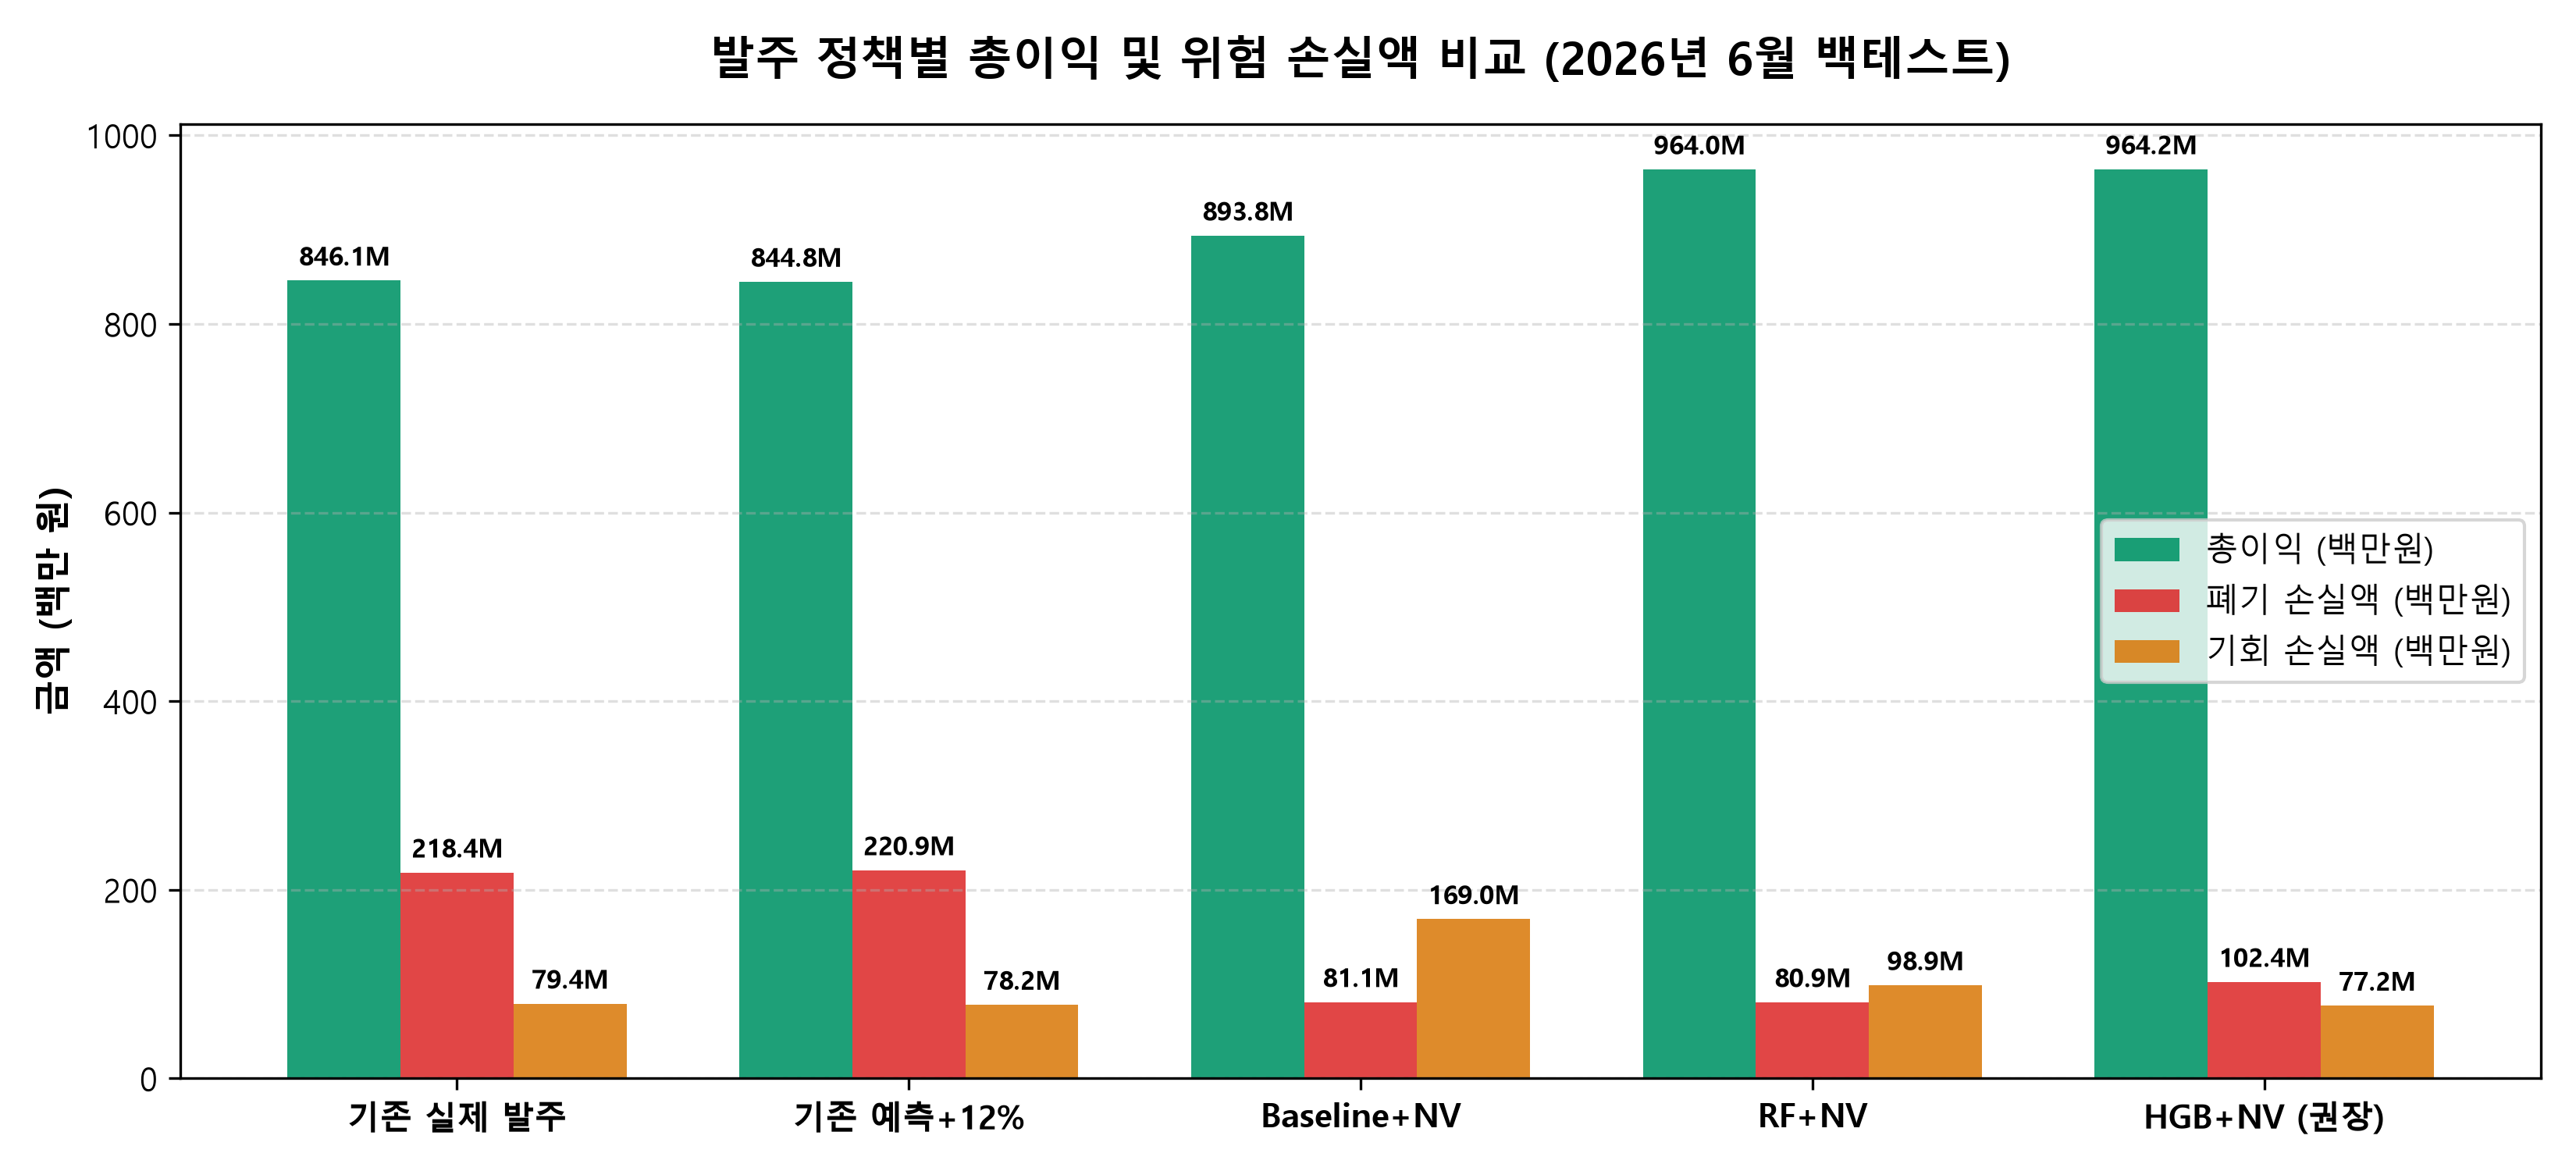 발주 정책별 총이익 및 위험 손실액 비교 (2026년 6월 백테스트)
금액 (백만 원)
1000
800
600
400
200
0
846.1M
218.4M
79.4M
844.8M
220.9M
78.2M
893.8M
81.1M
169.0M
964.0M
80.9M
98.9M
964.2M
102.4M
77.2M
총이익 (백만원)
폐기 손실액 (백만원)
기회 손실액 (백만원)
기존 실제 발주
기존 예측+12%
Baseline+NV
RF+NV
HGB+NV (권장)